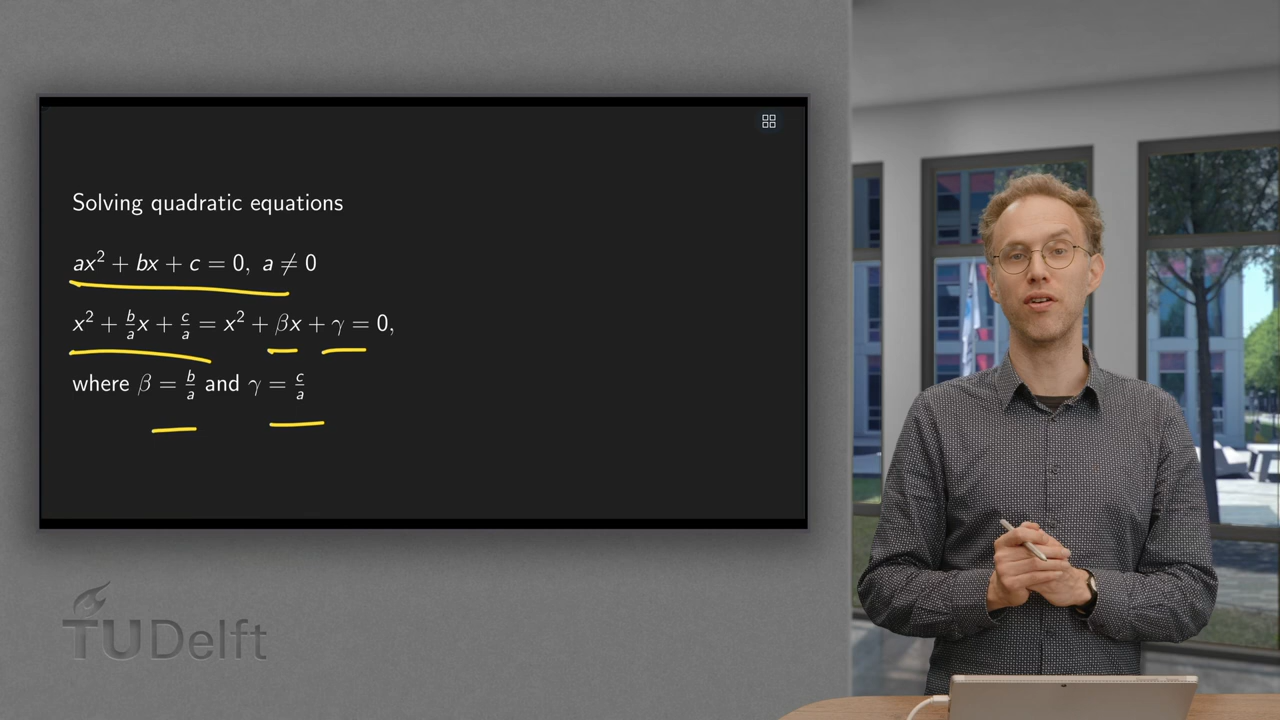 Solving quadratic equations
ax² + bx + c = 0, a ≠ 0
x² + b/a x + c/a = x² + βx + γ = 0,
where β = b/a and γ = c/a
TUDelft